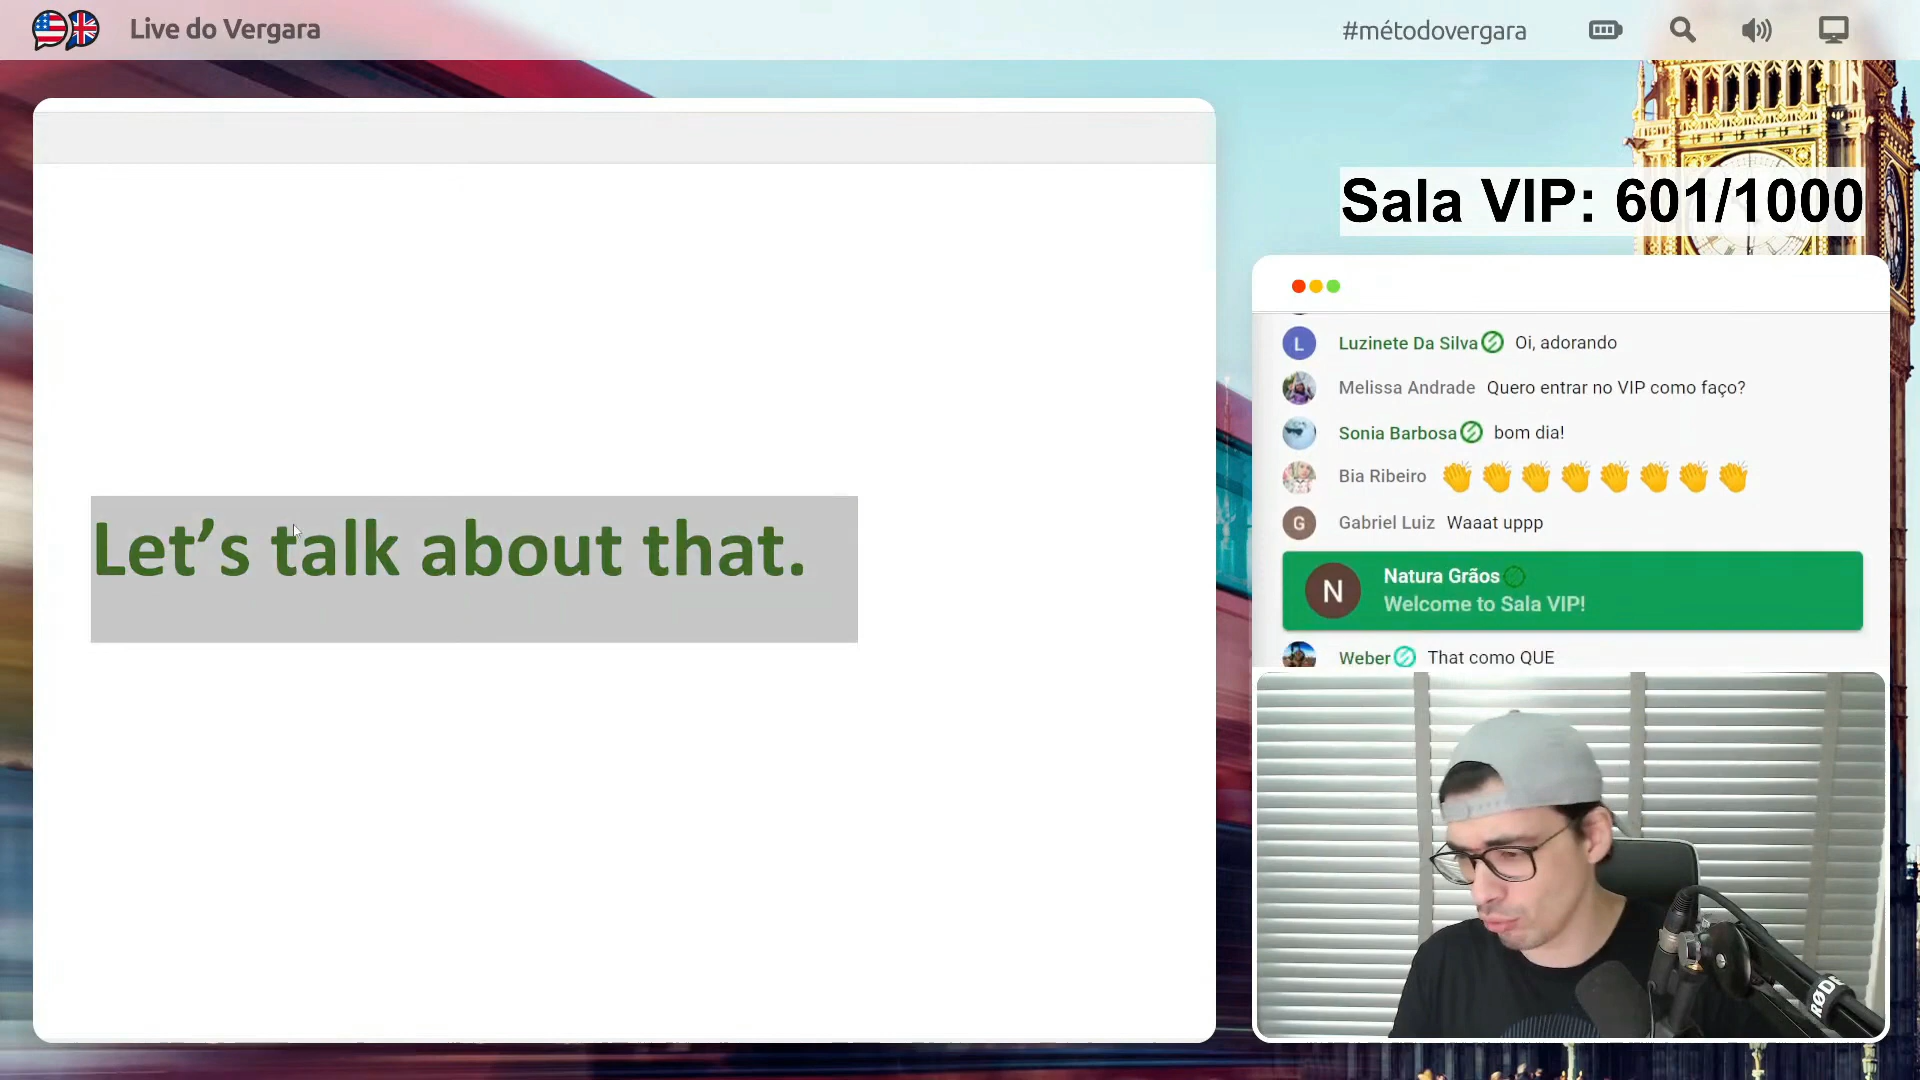 Live do Vergara
#métodovergara
Sala VIP: 601/1000
L Luzinete Da Silva Oi, adorando
Melissa Andrade Quero entrar no VIP como faço?
Sonia Barbosa bom dia!
Bia Ribeiro 👏👏👏👏👏👏👏👏
G Gabriel Luiz Waaat uppp
N Natura Grãos
Welcome to Sala VIP!
Weber That como QUE
Let’s talk about that.
RØDE